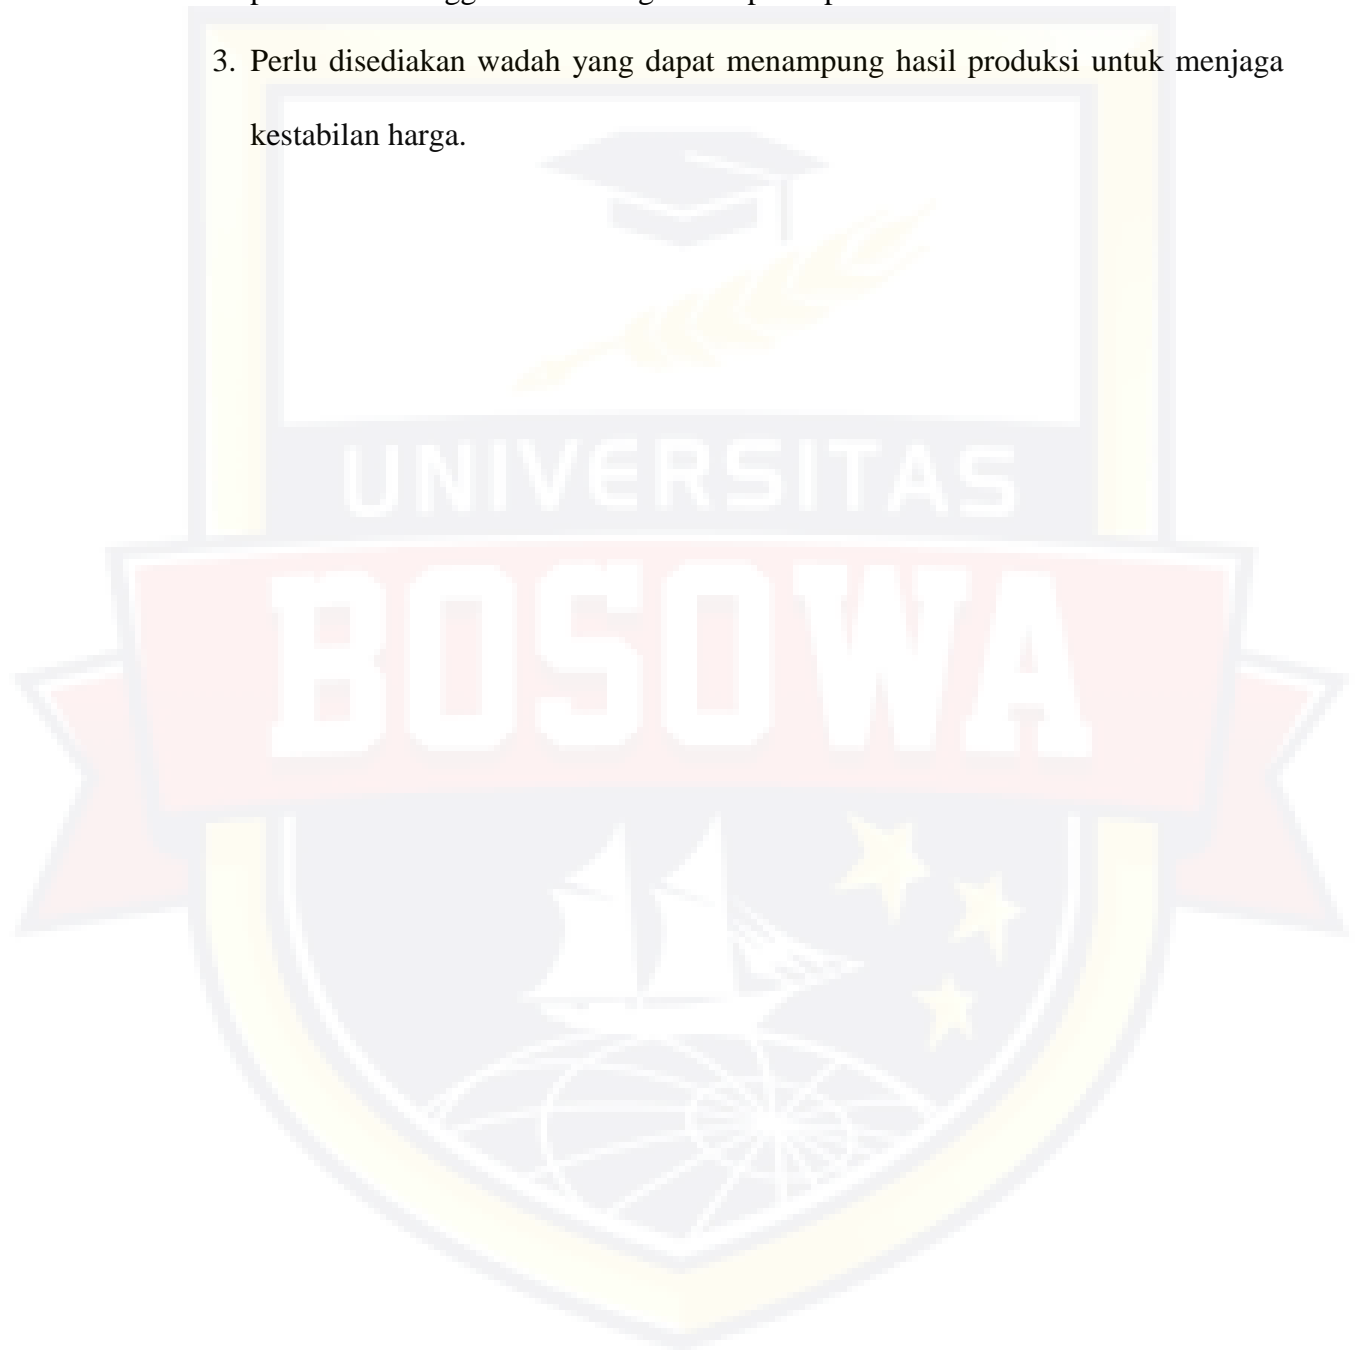 3. Perlu disediakan wadah yang dapat menampung hasil produksi untuk menjaga
kestabilan harga.
UNIVERSITAS
BOSOWA